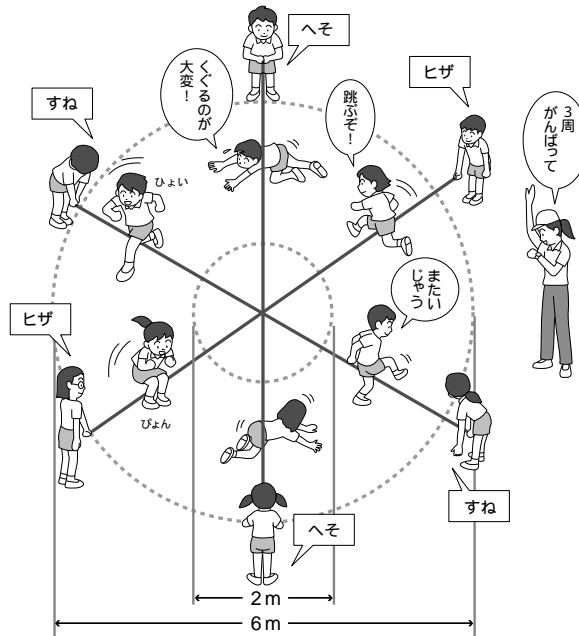 へそ
ヒザ
すね
くぐるのが
大変！
跳ぶぞ！
3周
がんばって
ひょい
またい
じゃう
ヒザ
ぴょん
すね
へそ
2m
6m